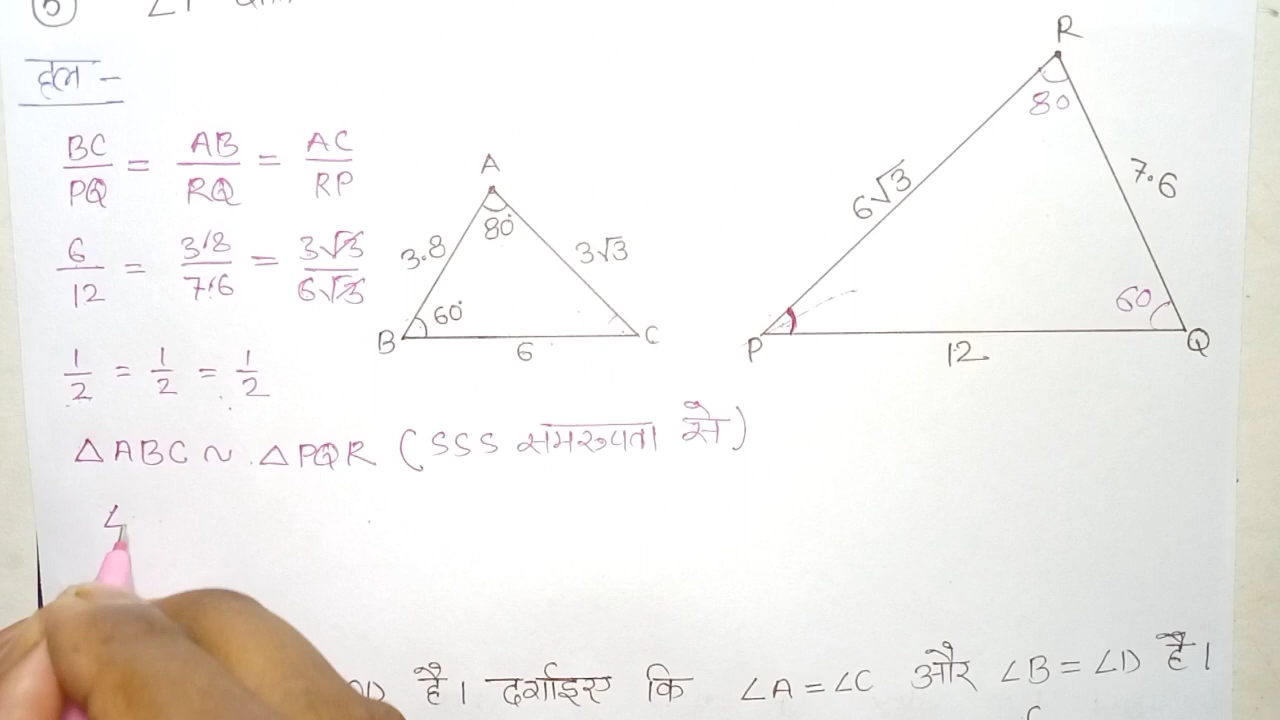 5 ∠P
हल -
BC/PQ = AB/RQ = AC/RP
6/12 = 3.8/7.6 = 3√3/6√3
1/2 = 1/2 = 1/2
△ABC ~ △PQR (SSS समरूपता से)
∠
A
3.8
80°
3√3
B
60°
C
6
R
80
6√3
7.6
60
P
12
Q
है। दर्शाइए कि ∠A = ∠C और ∠B = ∠D है।